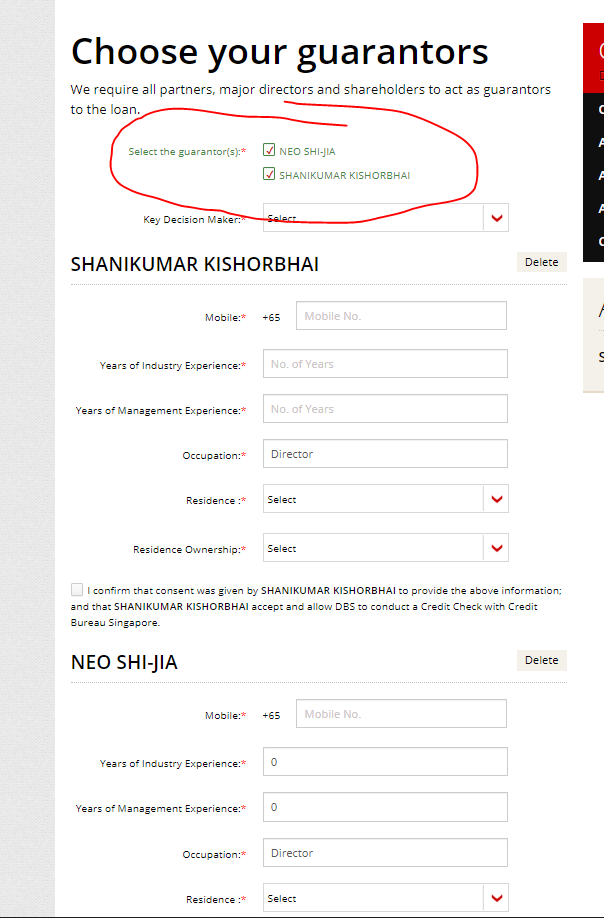 Choose your guarantors
We require all partners, major directors and shareholders to act as guarantors
to the loan.
Select the guarantor(s):* NEO SHI-JIA
SHANIKUMAR KISHORBHAI
Key Decision Maker:* Select
SHANIKUMAR KISHORBHAI Delete
Mobile:* +65 Mobile No.
Years of Industry Experience:* No. of Years
Years of Management Experience:* No. of Years
Occupation:* Director
Residence :* Select
Residence Ownership:* Select
I confirm that consent was given by SHANIKUMAR KISHORBHAI to provide the above information;
and that SHANIKUMAR KISHORBHAI accept and allow DBS to conduct a Credit Check with Credit
Bureau Singapore.
NEO SHI-JIA Delete
Mobile:* +65 Mobile No.
Years of Industry Experience:* 0
Years of Management Experience:* 0
Occupation:* Director
Residence :* Select